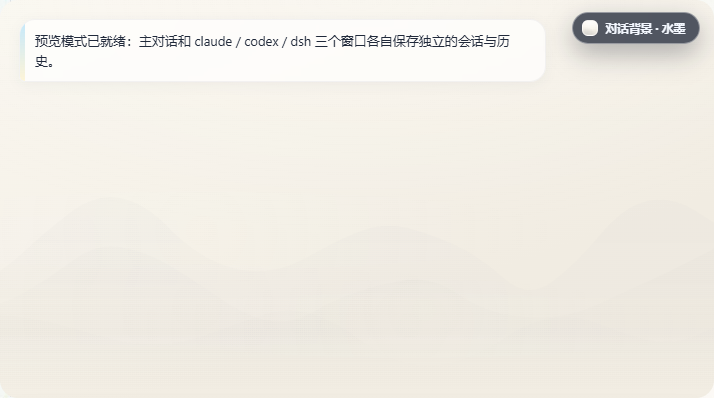 预览模式已就绪：主对话和 claude / codex / dsh 三个窗口各自保存独立的会话与历
史。
对话背景 · 水墨